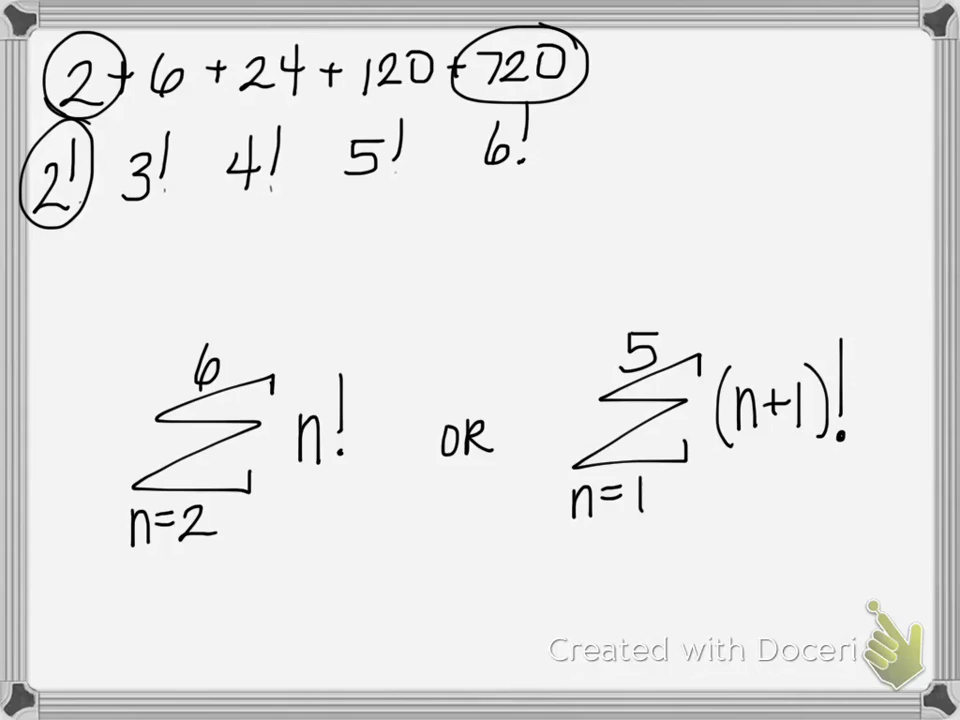 2 + 6 + 24 + 120 + 720
2! 3! 4! 5! 6!
6 5
∑ n! OR ∑ (n+1)!
n=2 n=1
Created with Doceri